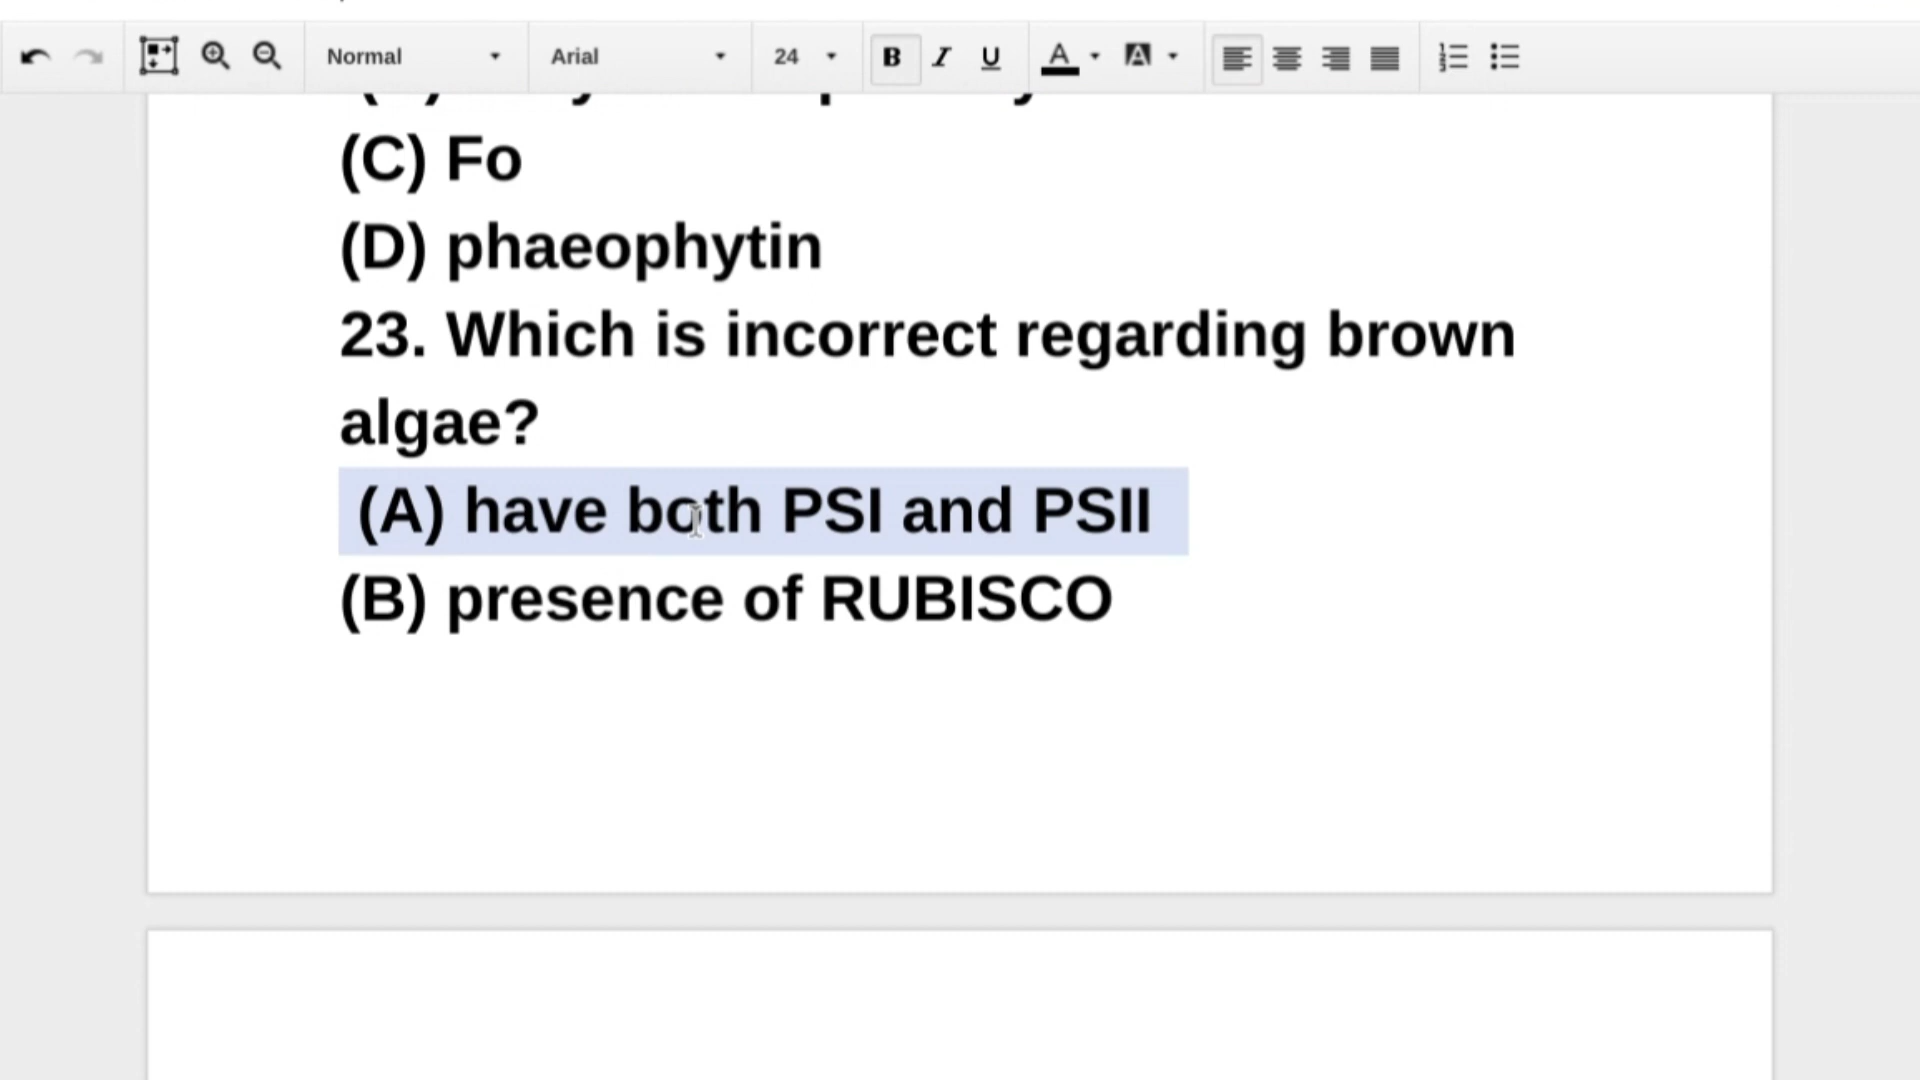 Normal Arial 24 B I U A A
(C) Fo
(D) phaeophytin
23. Which is incorrect regarding brown
algae?
(A) have both PSI and PSII
(B) presence of RUBISCO